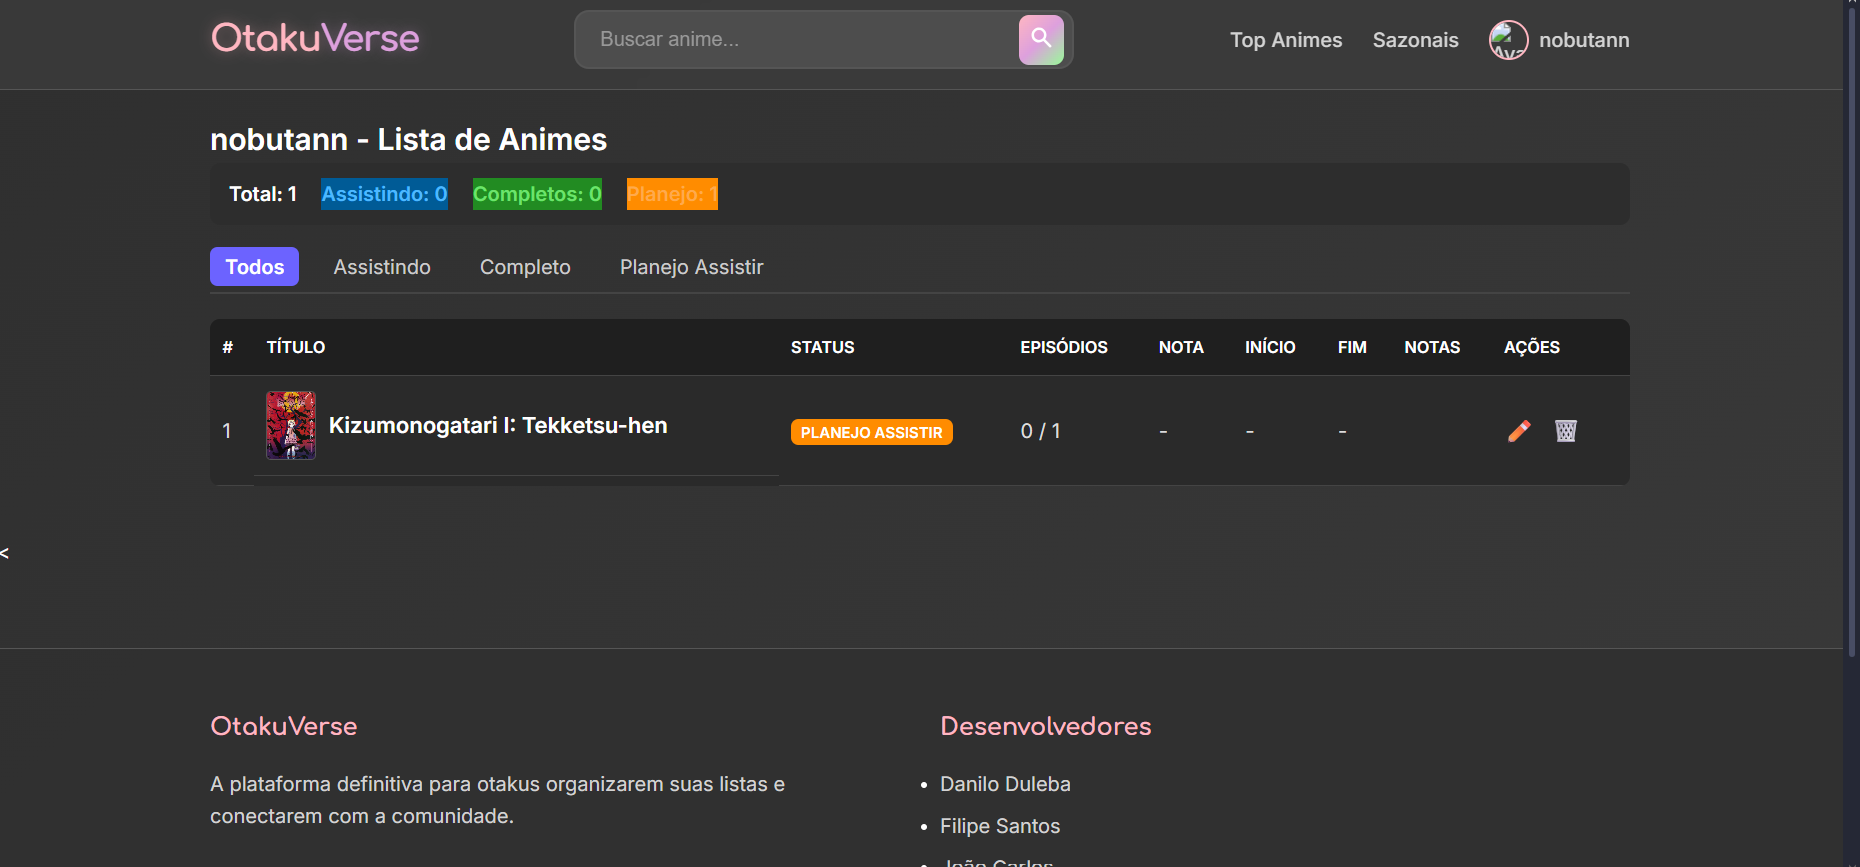 OtakuVerse
Buscar anime...
Top Animes
Sazonais
nobutann
nobutann - Lista de Animes
Total: 1
Assistindo: 0
Completos: 0
Planejo: 1
Todos
Assistindo
Completo
Planejo Assistir
# TÍTULO STATUS EPISÓDIOS NOTA INÍCIO FIM NOTAS AÇÕES
1 Kizumonogatari I: Tekketsu-hen PLANEJO ASSISTIR 0 / 1 - - -
<
OtakuVerse
A plataforma definitiva para otakus organizarem suas listas e
conectarem com a comunidade.
Desenvolvedores
• Danilo Duleba
• Filipe Santos
• João Carlos